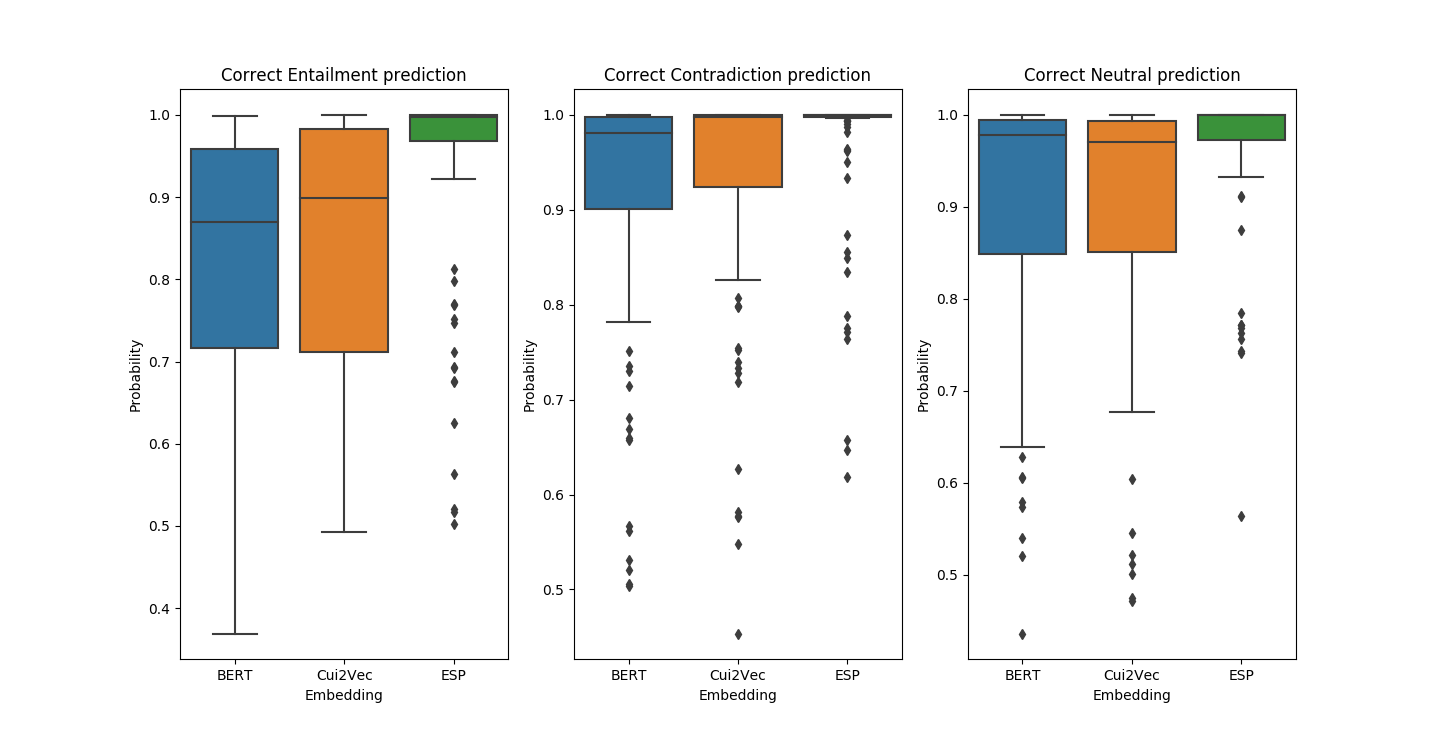 Correct Entailment prediction
1.0
0.9
0.8
0.7
0.6
0.5
0.4
Probability
BERT
Cui2Vec
ESP
Embedding
Correct Contradiction prediction
1.0
0.9
0.8
0.7
0.6
0.5
Probability
BERT
Cui2Vec
ESP
Embedding
Correct Neutral prediction
1.0
0.9
0.8
0.7
0.6
0.5
Probability
BERT
Cui2Vec
ESP
Embedding